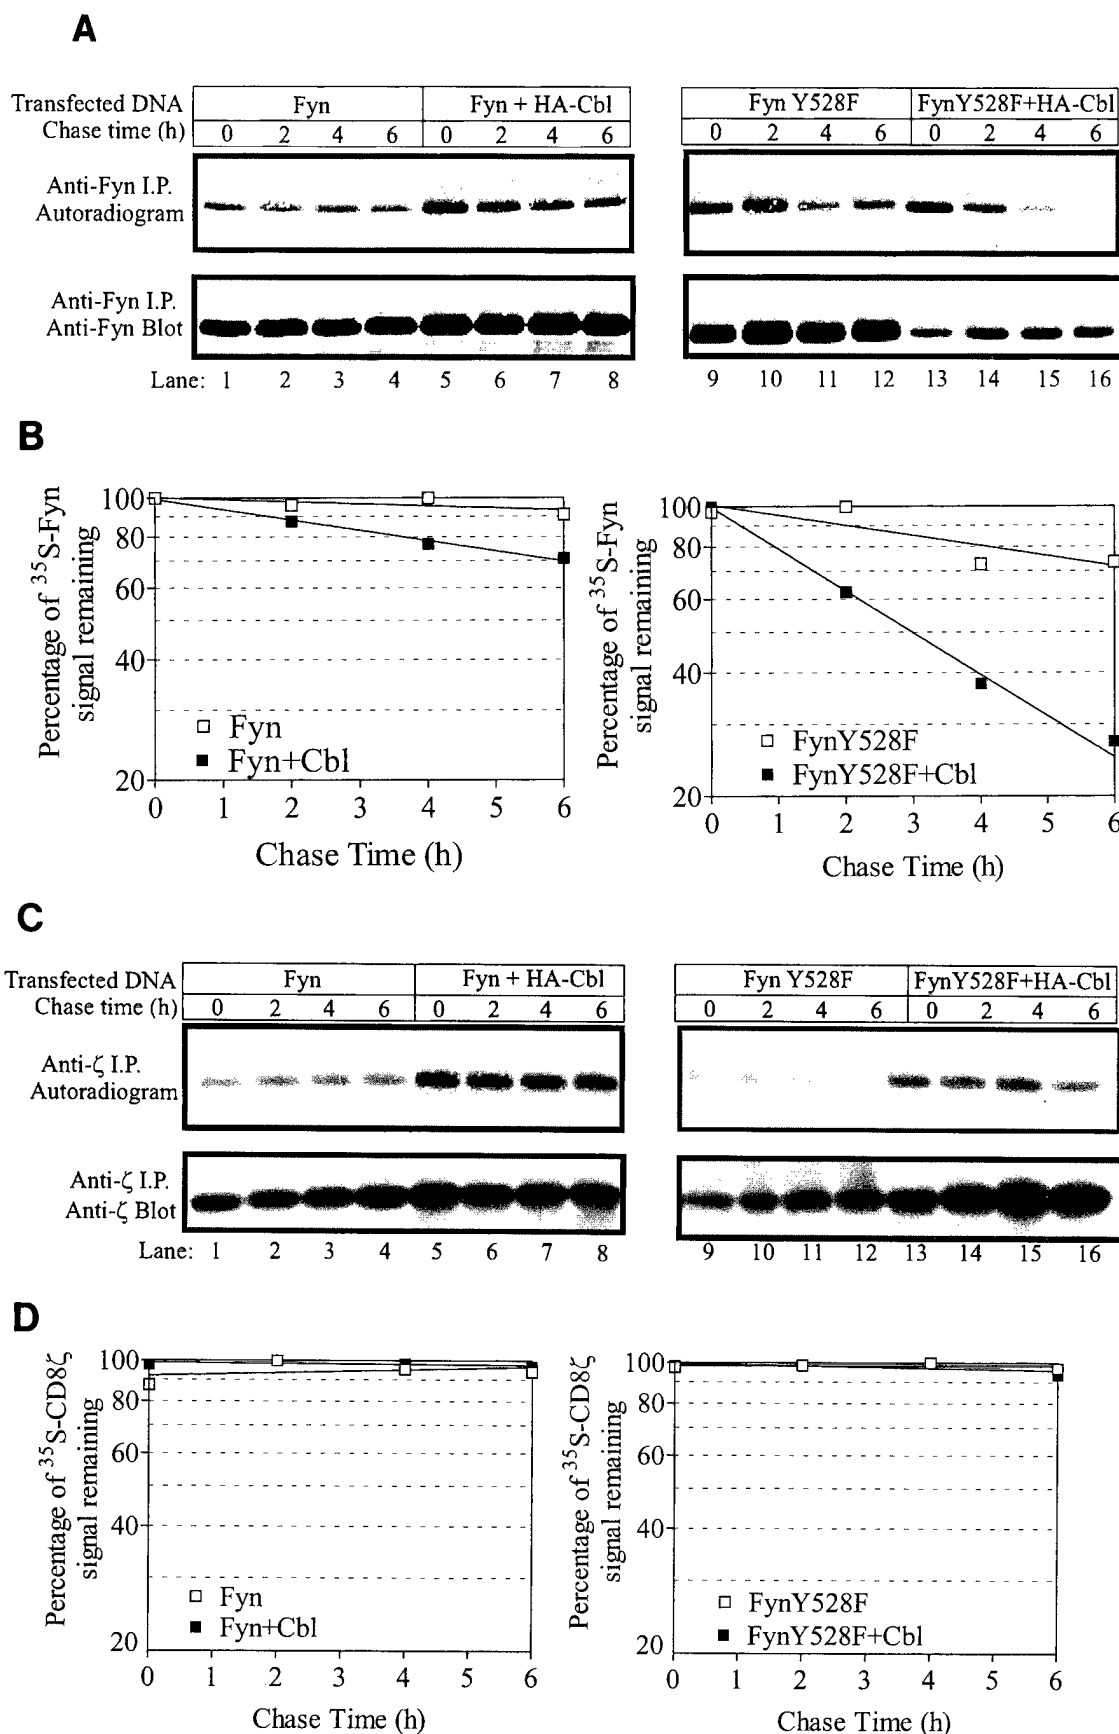 A
Transfected DNA Fyn Fyn + HA-Cbl Fyn Y528F FynY528F+HA-Cbl
Chase time (h) 0 2 4 6 0 2 4 6 0 2 4 6 0 2 4 6
Anti-Fyn I.P.
Autoradiogram
Anti-Fyn I.P.
Anti-Fyn Blot
Lane: 1 2 3 4 5 6 7 8 9 10 11 12 13 14 15 16
B
Percentage of ³⁵S-Fyn
signal remaining
100
80
60
40
20
Fyn
Fyn+Cbl
0 1 2 3 4 5 6
Chase Time (h)
Percentage of ³⁵S-Fyn
signal remaining
100
80
60
40
20
FynY528F
FynY528F+Cbl
0 1 2 3 4 5 6
Chase Time (h)
C
Transfected DNA Fyn Fyn + HA-Cbl Fyn Y528F FynY528F+HA-Cbl
Chase time (h) 0 2 4 6 0 2 4 6 0 2 4 6 0 2 4 6
Anti-ζ I.P.
Autoradiogram
Anti-ζ I.P.
Anti-ζ Blot
Lane: 1 2 3 4 5 6 7 8 9 10 11 12 13 14 15 16
D
Percentage of ³⁵S-CD8ζ
signal remaining
100
80
60
40
20
Fyn
Fyn+Cbl
0 1 2 3 4 5 6
Chase Time (h)
Percentage of ³⁵S-CD8ζ
signal remaining
100
80
60
40
20
FynY528F
FynY528F+Cbl
0 1 2 3 4 5 6
Chase Time (h)